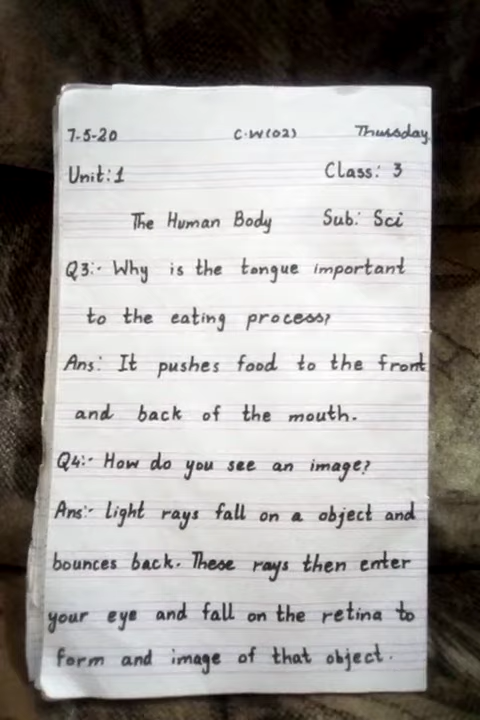 7-5-20 C.W(02) Thursday
Unit:1 Class: 3
The Human Body Sub: Sci
Q3:- Why is the tongue important
to the eating process?
Ans: It pushes food to the front
and back of the mouth.
Q4:- How do you see an image?
Ans:- light rays fall on a object and
bounces back. These rays then enter
your eye and fall on the retina to
form and image of that object.